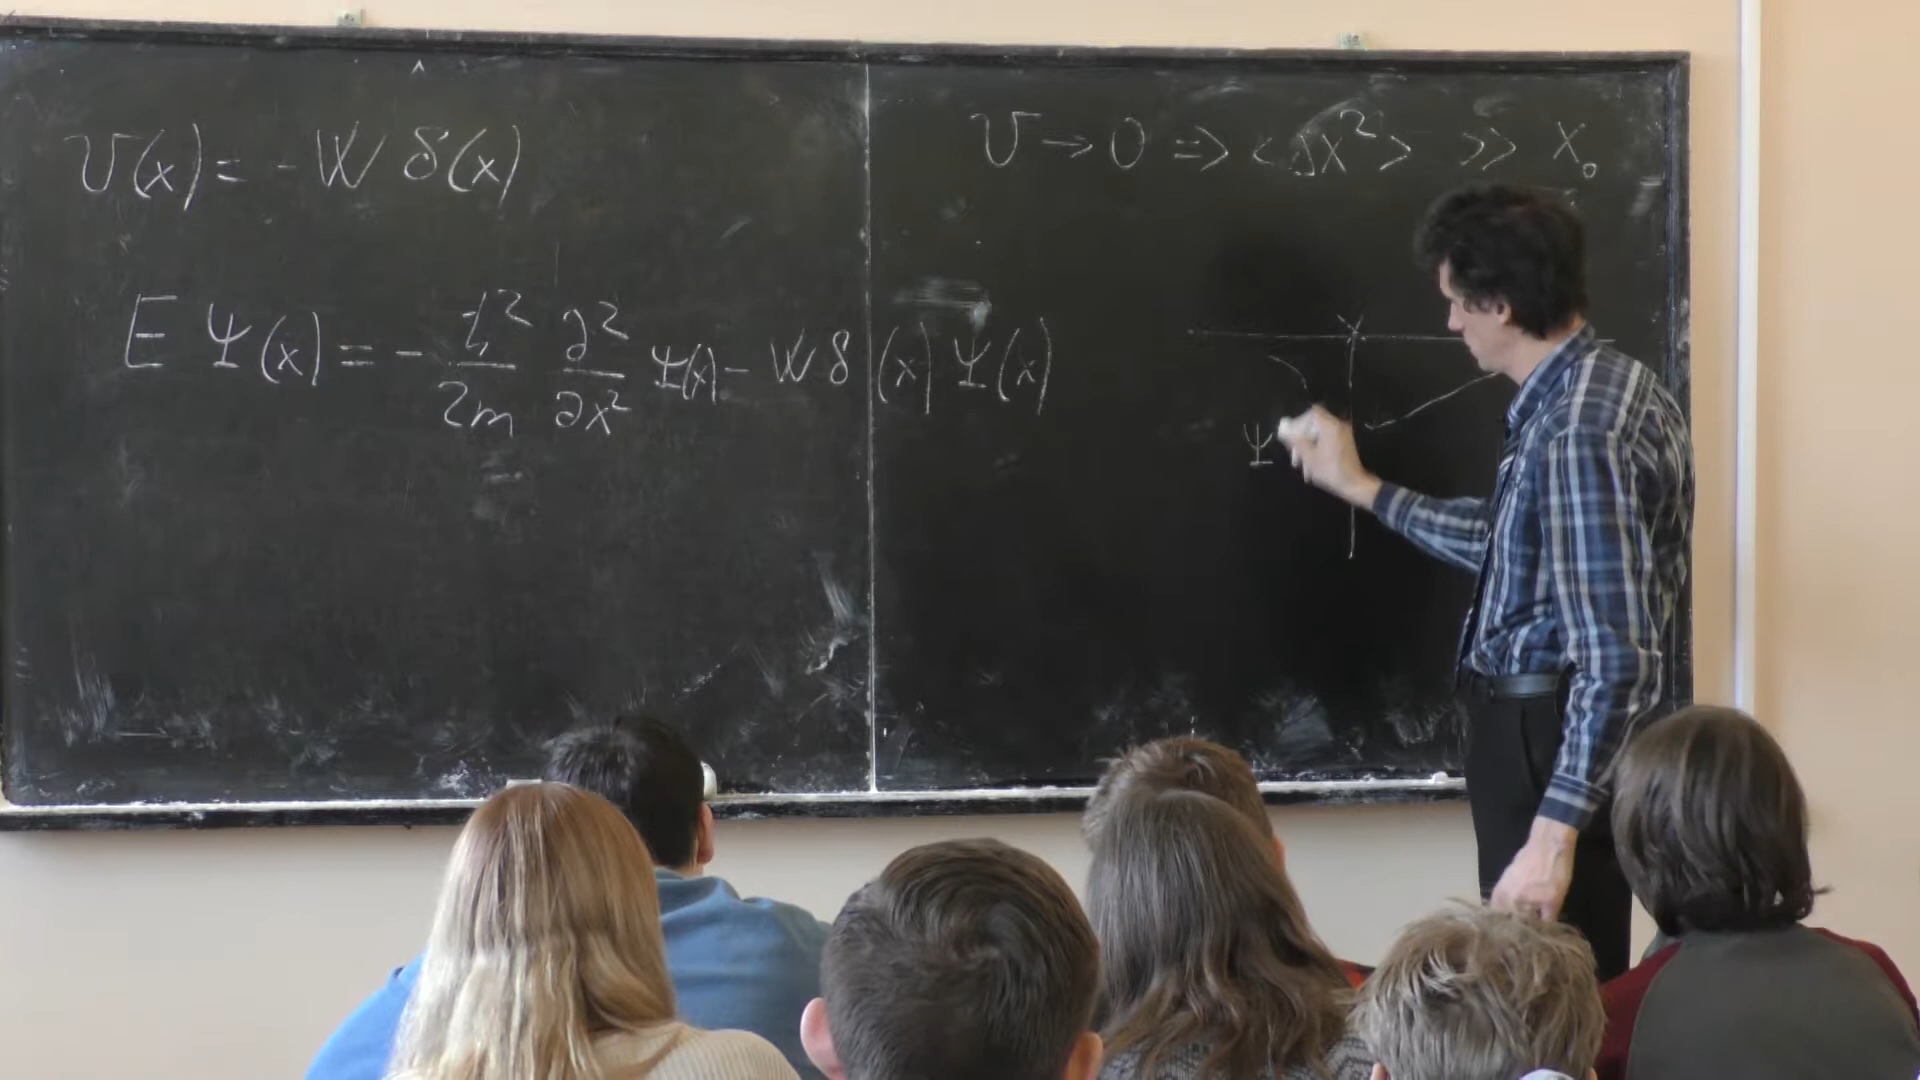 U(x) = - W δ(x)
E Ψ(x) = - ħ²/2m ∂²/∂x² Ψ(x) - W δ(x) Ψ(x)
U → 0 => <Δx²> >> x₀
Ψ